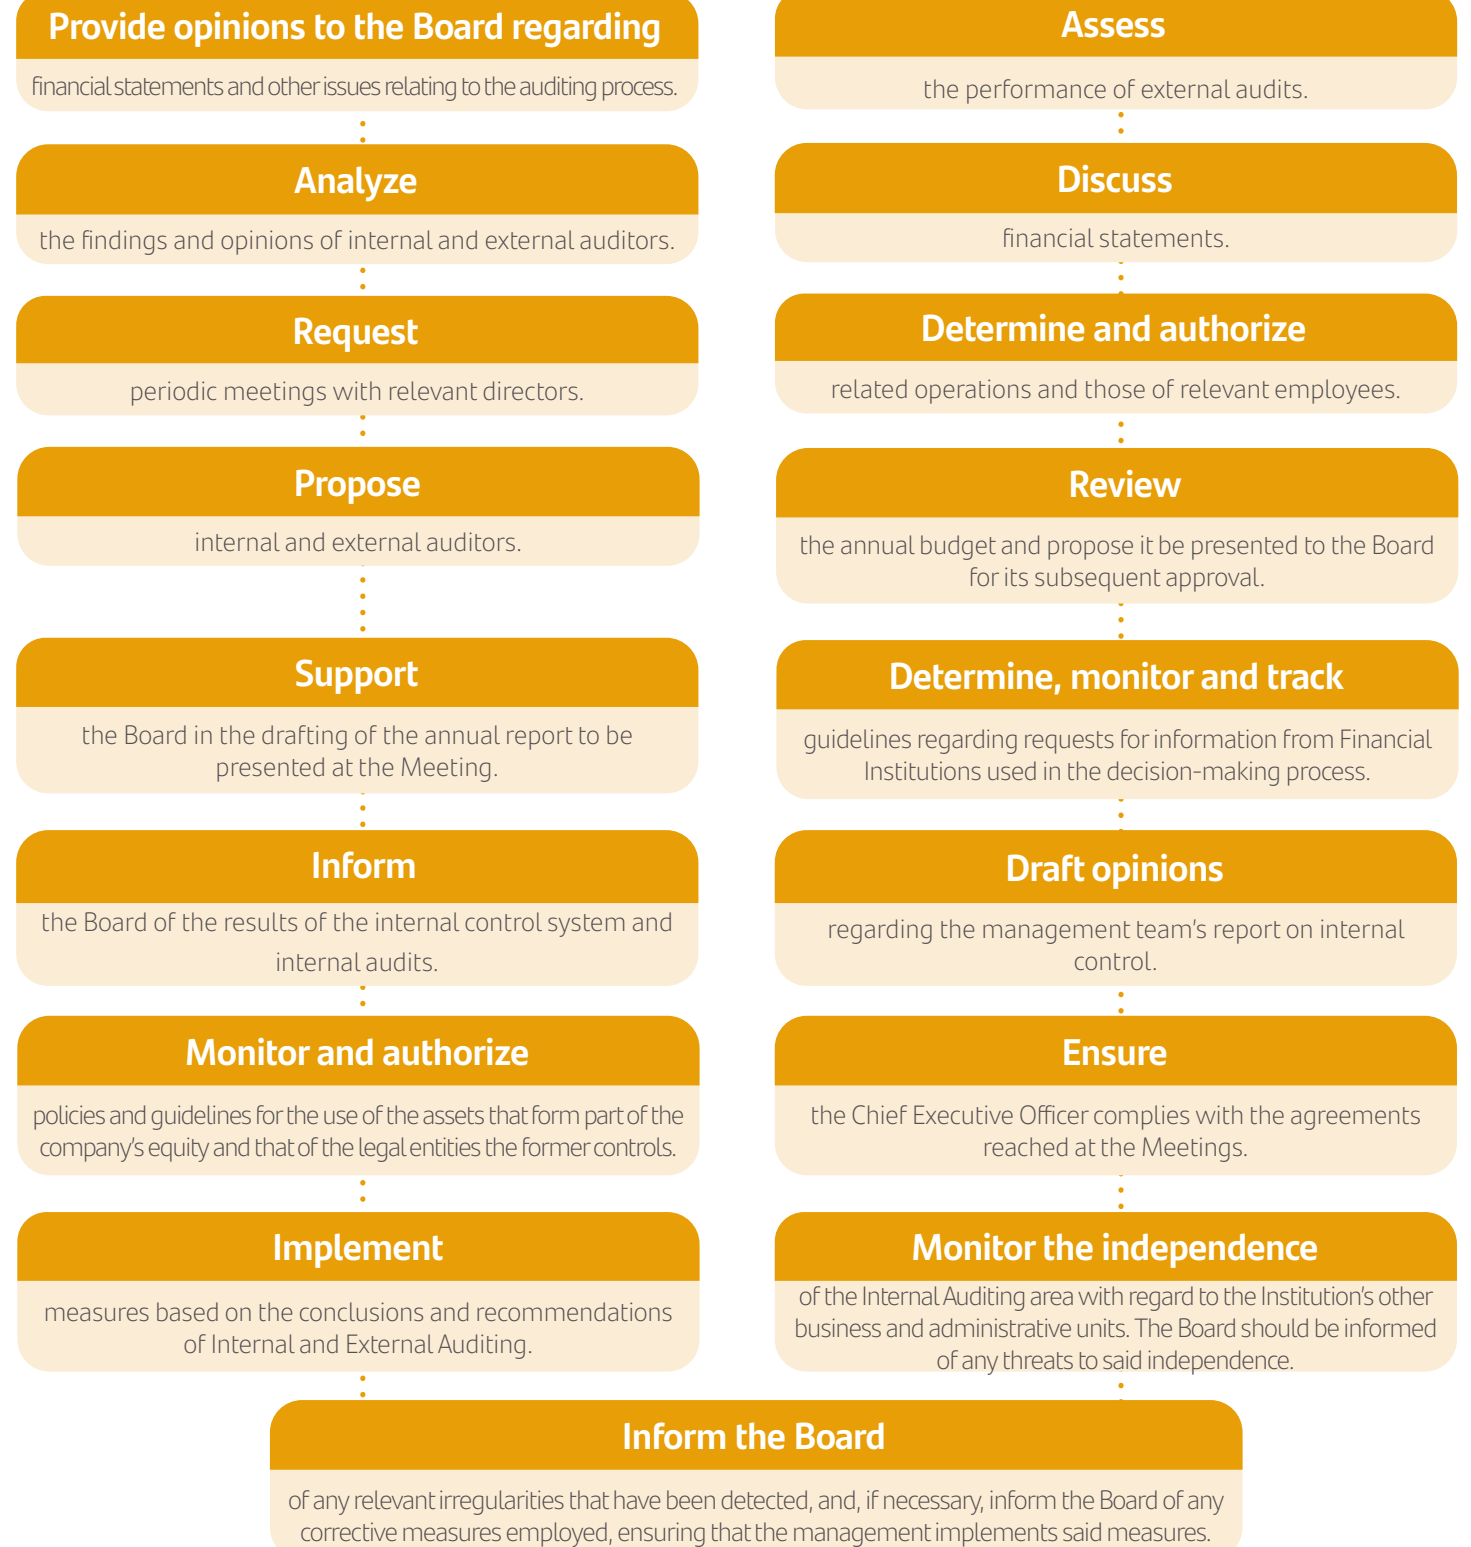 Provide opinions to the Board regarding
financial statements and other issues relating to the auditing process.
Analyze
the findings and opinions of internal and external auditors.
Request
periodic meetings with relevant directors.
Propose
internal and external auditors.
Support
the Board in the drafting of the annual report to be
presented at the Meeting.
Inform
the Board of the results of the internal control system and
internal audits.
Monitor and authorize
policies and guidelines for the use of the assets that form part of the
company's equity and that of the legal entities the former controls.
Implement
measures based on the conclusions and recommendations
of Internal and External Auditing.
Assess
the performance of external audits.
Discuss
financial statements.
Determine and authorize
related operations and those of relevant employees.
Review
the annual budget and propose it be presented to the Board
for its subsequent approval.
Determine, monitor and track
guidelines regarding requests for information from Financial
Institutions used in the decision-making process.
Draft opinions
regarding the management team's report on internal
control.
Ensure
the Chief Executive Officer complies with the agreements
reached at the Meetings.
Monitor the independence
of the Internal Auditing area with regard to the Institution's other
business and administrative units. The Board should be informed
of any threats to said independence.
Inform the Board
of any relevant irregularities that have been detected, and, if necessary, inform the Board of any
corrective measures employed, ensuring that the management implements said measures.